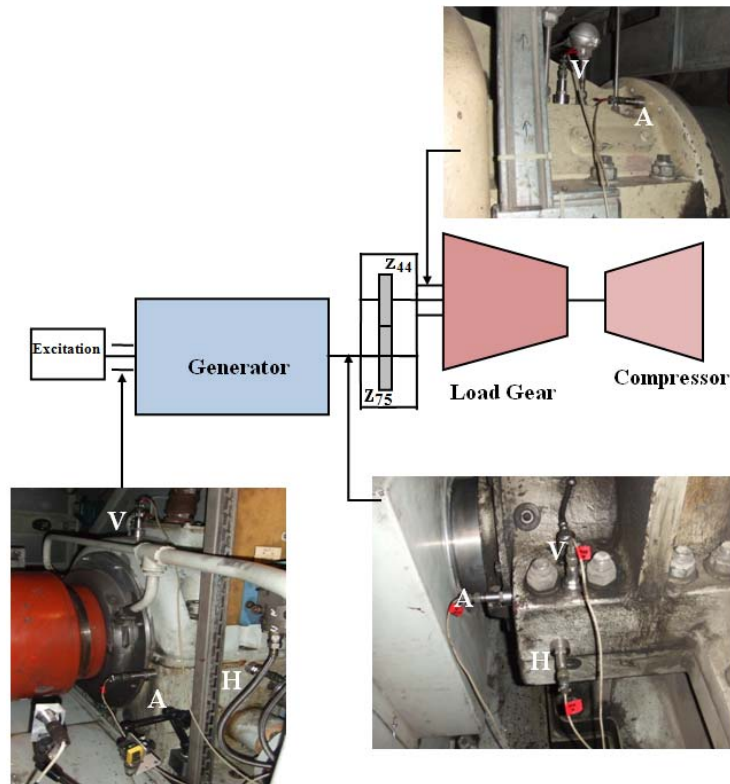 V
A
z44
Excitation
Generator
z75
Load Gear
Compressor
V
A
H
V
A
H